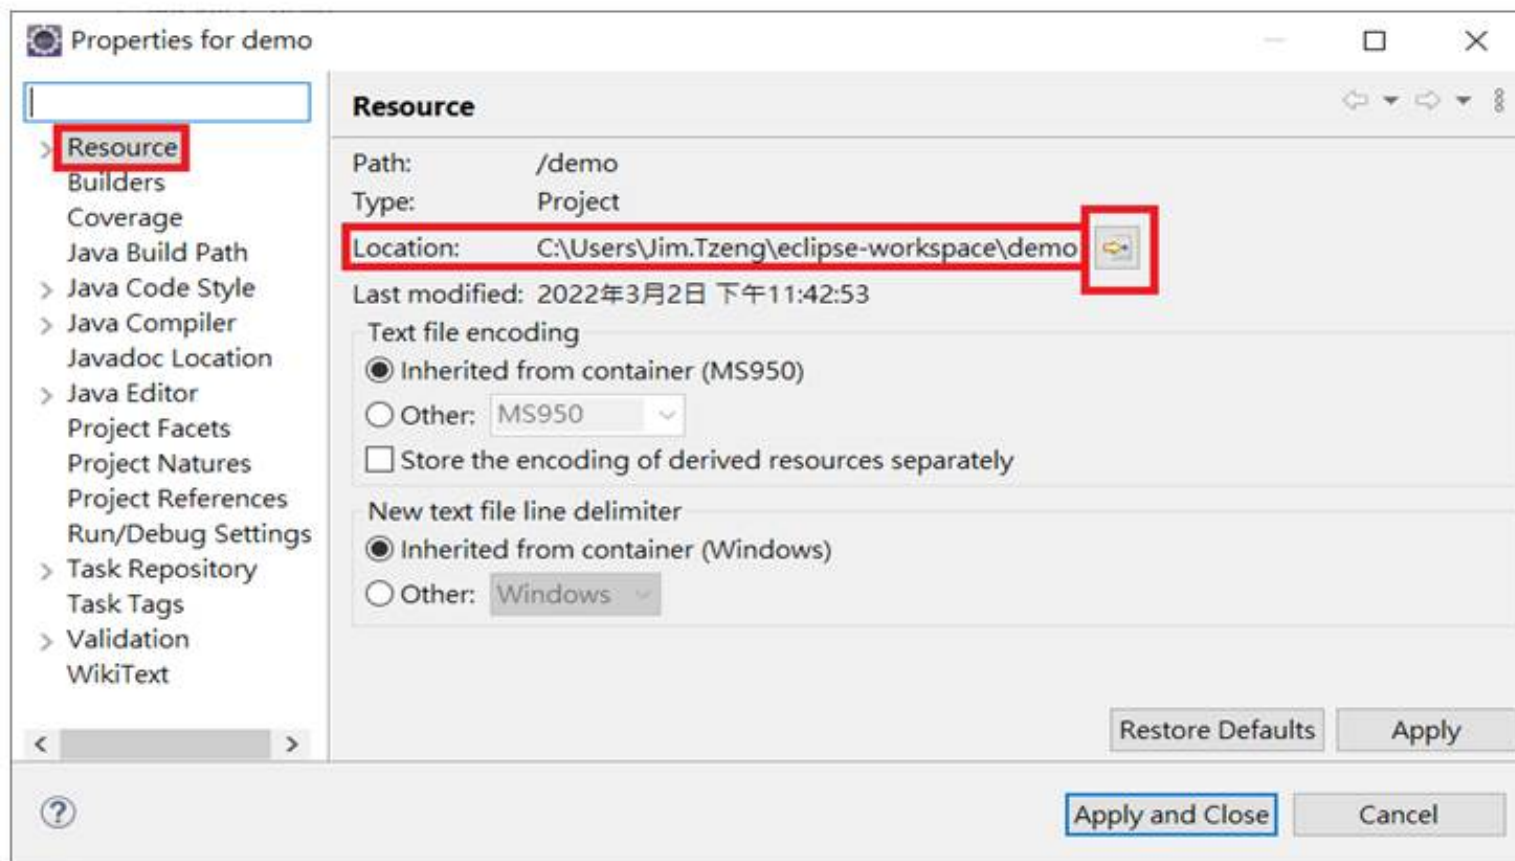 Properties for demo
Resource
Builders
Coverage
Java Build Path
Java Code Style
Java Compiler
Javadoc Location
Java Editor
Project Facets
Project Natures
Project References
Run/Debug Settings
Task Repository
Task Tags
Validation
WikiText
Resource
Path: /demo
Type: Project
Location: C:\Users\Jim.Tzeng\eclipse-workspace\demo
Last modified: 2022年3月2日 下午11:42:53
Text file encoding
Inherited from container (MS950)
Other: MS950
Store the encoding of derived resources separately
New text file line delimiter
Inherited from container (Windows)
Other: Windows
Restore Defaults Apply
Apply and Close Cancel